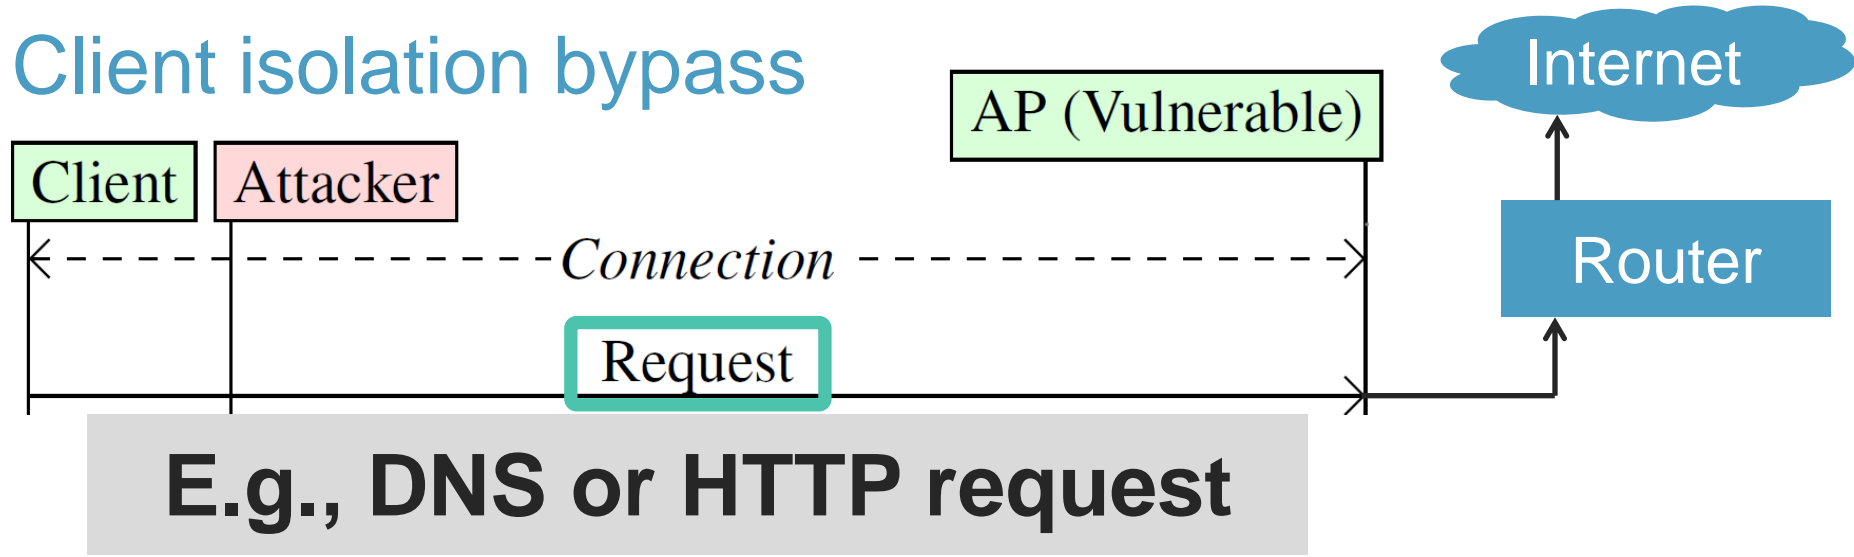 Client isolation bypass
Internet
AP (Vulnerable)
Client
Attacker
Connection
Router
Request
E.g., DNS or HTTP request